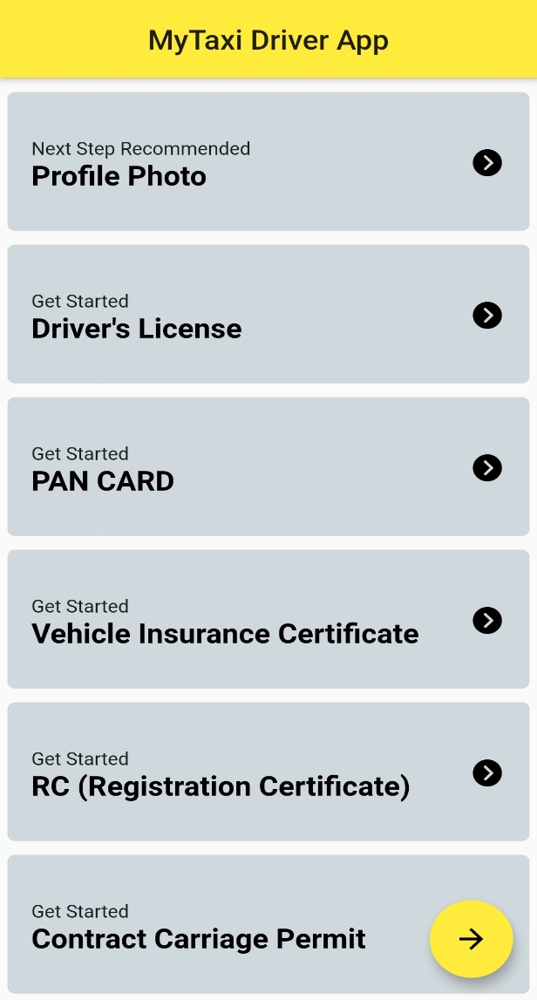 MyTaxi Driver App
Next Step Recommended
Profile Photo
Get Started
Driver's License
Get Started
PAN CARD
Get Started
Vehicle Insurance Certificate
Get Started
RC (Registration Certificate)
Get Started
Contract Carriage Permit